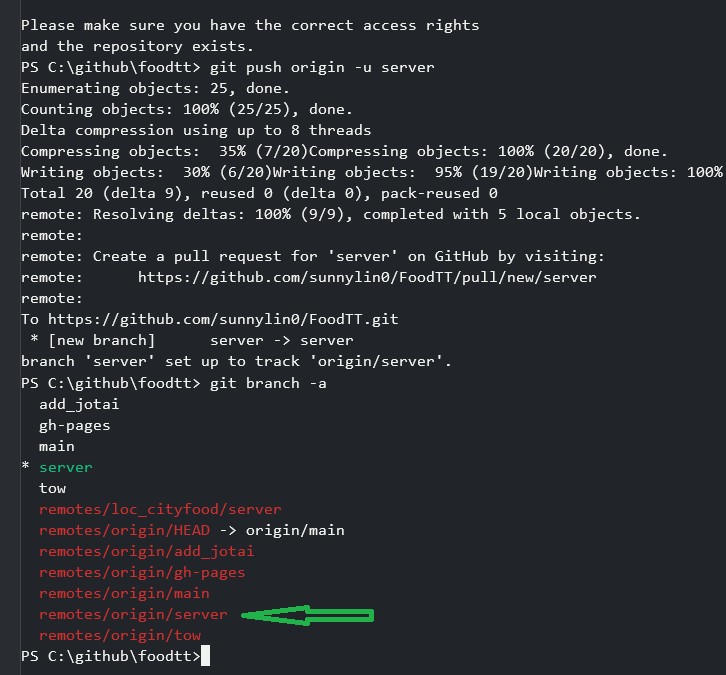 Please make sure you have the correct access rights
and the repository exists.
PS C:\github\foodtt> git push origin -u server
Enumerating objects: 25, done.
Counting objects: 100% (25/25), done.
Delta compression using up to 8 threads
Compressing objects:  35% (7/20)Compressing objects: 100% (20/20), done.
Writing objects:  30% (6/20)Writing objects:  95% (19/20)Writing objects: 100%
Total 20 (delta 9), reused 0 (delta 0), pack-reused 0
remote: Resolving deltas: 100% (9/9), completed with 5 local objects.
remote:
remote: Create a pull request for 'server' on GitHub by visiting:
remote:      https://github.com/sunnylin0/FoodTT/pull/new/server
remote:
To https://github.com/sunnylin0/FoodTT.git
 * [new branch]      server -> server
branch 'server' set up to track 'origin/server'.
PS C:\github\foodtt> git branch -a
  add_jotai
  gh-pages
  main
* server
  tow
  remotes/loc_cityfood/server
  remotes/origin/HEAD -> origin/main
  remotes/origin/add_jotai
  remotes/origin/gh-pages
  remotes/origin/main
  remotes/origin/server
  remotes/origin/tow
PS C:\github\foodtt>